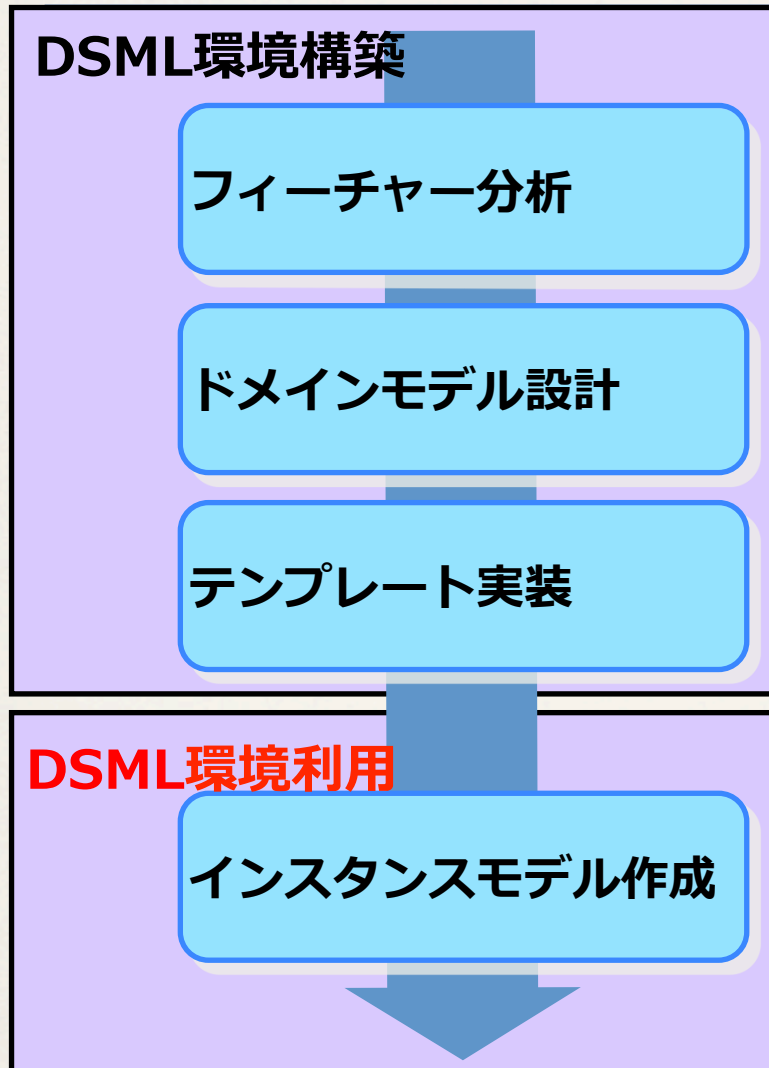 DSML環境構築
フィーチャー分析
ドメインモデル設計
テンプレート実装
DSML環境利用
インスタンスモデル作成